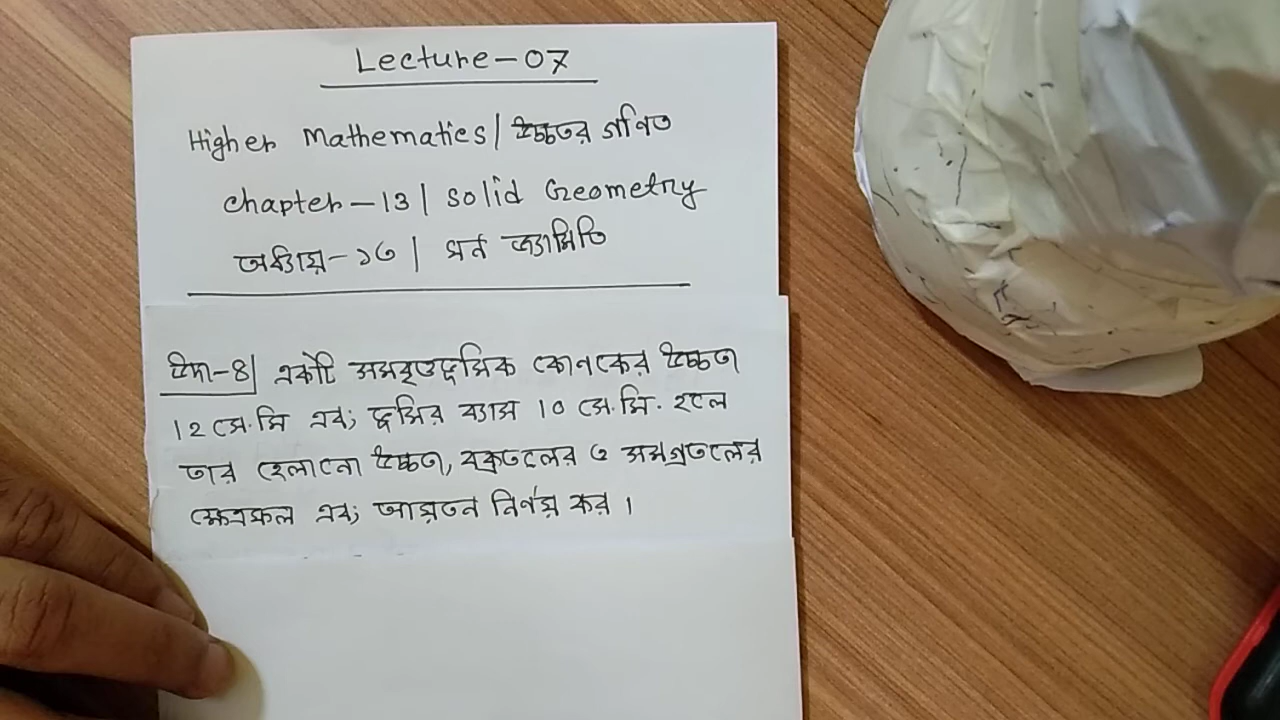 Lecture-07
Higher Mathematics| উচ্চতর গনিত
Chapter-13| Solid Geometry
অধ্যায়-১৩| ঘন জ্যামিতি
উদা-৪| একটি সমবৃত্তভূমিক কোনকের উচ্চতা
12 সে.মি এবং ভূমির ব্যাস 10 সে.মি. হলে
তার হেলানো উচ্চতা, বক্রতলের ও সমগ্রতলের
ক্ষেত্রফল এবং আয়তন নির্ণয় কর।